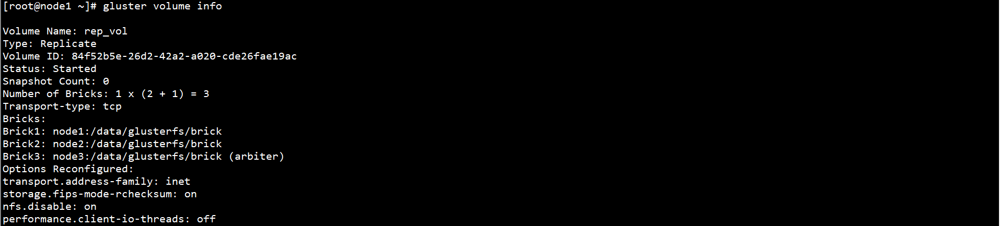 [root@node1 ~]# gluster volume info
Volume Name: rep_vol
Type: Replicate
Volume ID: 84f52b5e-26d2-42a2-a020-cde26fae19ac
Status: Started
Snapshot Count: 0
Number of Bricks: 1 x (2 + 1) = 3
Transport-type: tcp
Bricks:
Brick1: node1:/data/glusterfs/brick
Brick2: node2:/data/glusterfs/brick
Brick3: node3:/data/glusterfs/brick (arbiter)
Options Reconfigured:
transport.address-family: inet
storage.fips-mode-rchecksum: on
nfs.disable: on
performance.client-io-threads: off